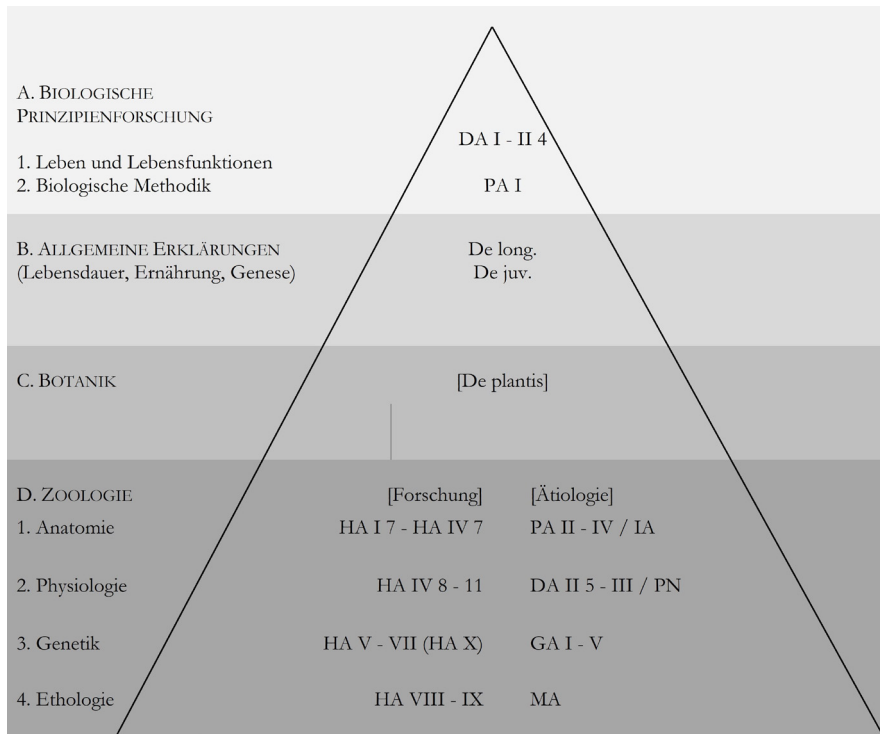 A. BIOLOGISCHE
PRINZIPIENFORSCHUNG
DA I - II 4
1. Leben und Lebensfunktionen
2. Biologische Methodik PA I
B. ALLGEMEINE ERKLÄRUNGEN De long.
(Lebensdauer, Ernährung, Genese) De juv.
C. BOTANIK [De plantis]
D. ZOOLOGIE [Forschung] [Ätiologie]
1. Anatomie HA I 7 - HA IV 7 PA II - IV / IA
2. Physiologie HA IV 8 - 11 DA II 5 - III / PN
3. Genetik HA V - VII (HA X) GA I - V
4. Ethologie HA VIII - IX MA